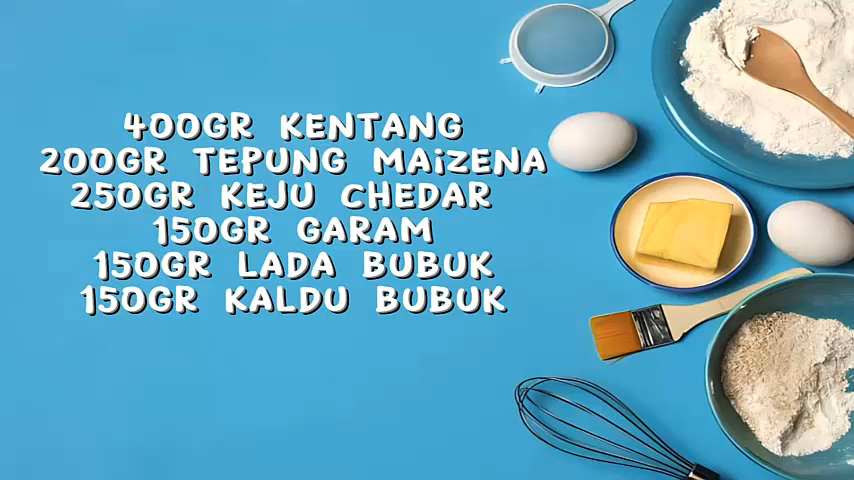 400GR KENTANG
200GR TEPUNG MAiZENA
250GR KEJU CHEDAR
150GR GARAM
150GR LADA BUBUK
150GR KALDU BUBUK